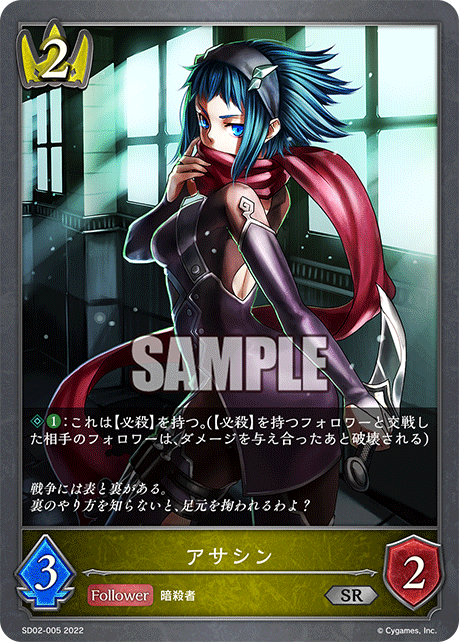 2
SAMPLE
1：これは【必殺】を持つ。(【必殺】を持つフォロワーと交戦し
た相手のフォロワーは、ダメージを与え合ったあと破壊される)
戦争には表と裏がある。
裏のやり方を知らないと、足元を掬われるわよ？
アサシン
3
Follower 暗殺者
SR
2
SD02-005 2022
© Cygames, Inc.